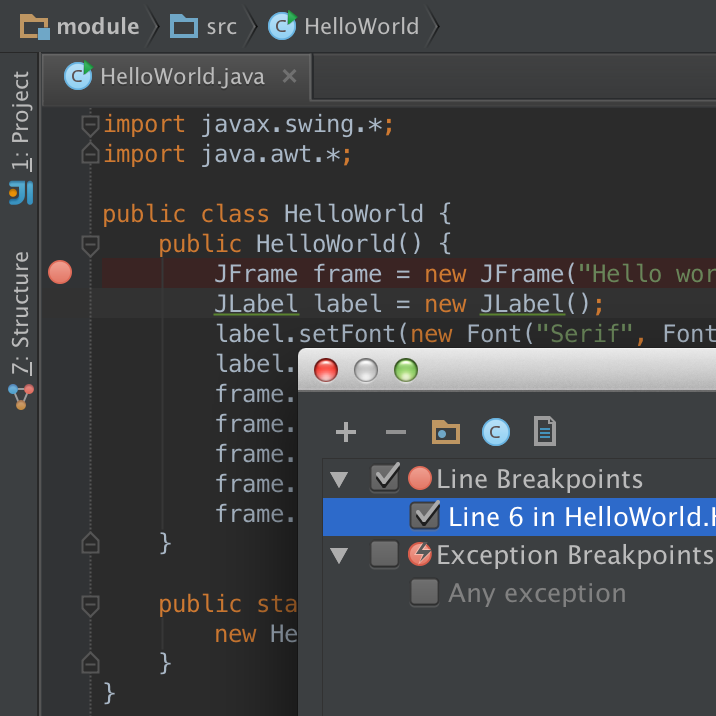 module src HelloWorld
HelloWorld.java
1: Project
7: Structure
import javax.swing.*;
import java.awt.*;
public class HelloWorld {
public HelloWorld() {
JFrame frame = new JFrame("Hello wor
JLabel label = new JLabel();
label.setFont(new Font("Serif", Font
label.
frame.
frame.
frame.
frame.
frame.
}
public sta
new He
}
}
Line Breakpoints
Line 6 in HelloWorld.H
Exception Breakpoints
Any exception